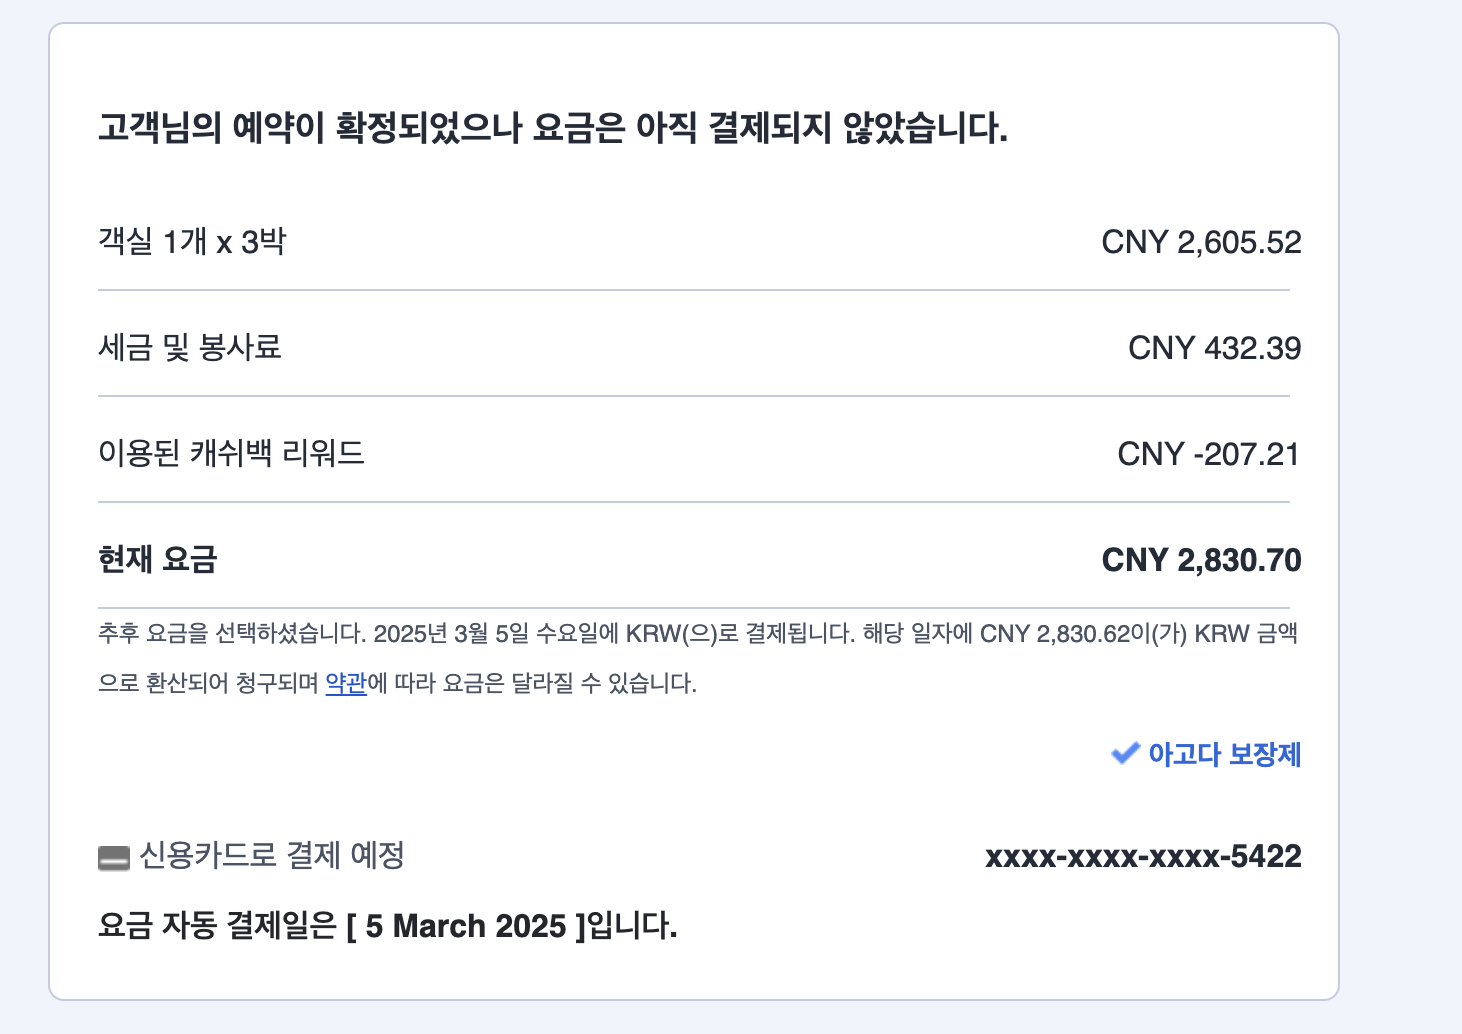 고객님의 예약이 확정되었으나 요금은 아직 결제되지 않았습니다.
객실 1개 x 3박 CNY 2,605.52
세금 및 봉사료 CNY 432.39
이용된 캐쉬백 리워드 CNY -207.21
현재 요금 CNY 2,830.70
추후 요금을 선택하셨습니다. 2025년 3월 5일 수요일에 KRW(으)로 결제됩니다. 해당 일자에 CNY 2,830.62이(가) KRW 금액
으로 환산되어 청구되며 약관에 따라 요금은 달라질 수 있습니다.
아고다 보장제
신용카드로 결제 예정 xxxx-xxxx-xxxx-5422
요금 자동 결제일은 [ 5 March 2025 ]입니다.